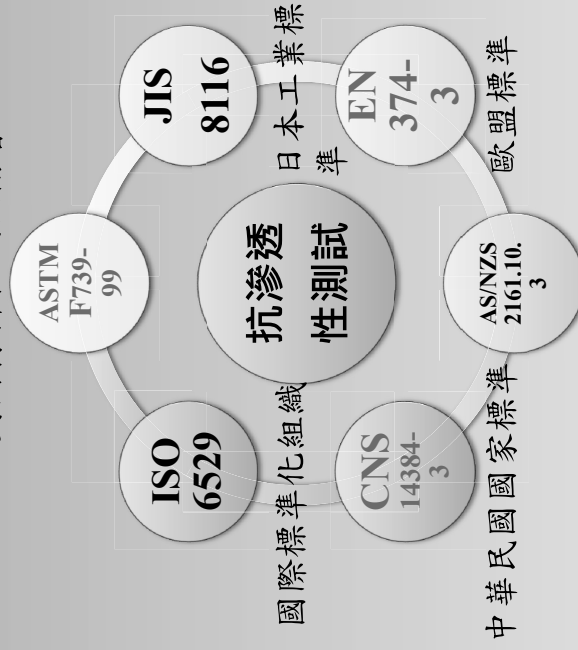 ASTM
F739-
99
JIS
8116
日本工業標
準
EN
374-
3
歐盟標準
AS/NZS
2161.10.
3
CNS
14384-
3
中華民國國家標準
ISO
6529
國際標準化組織
抗滲透
性測試